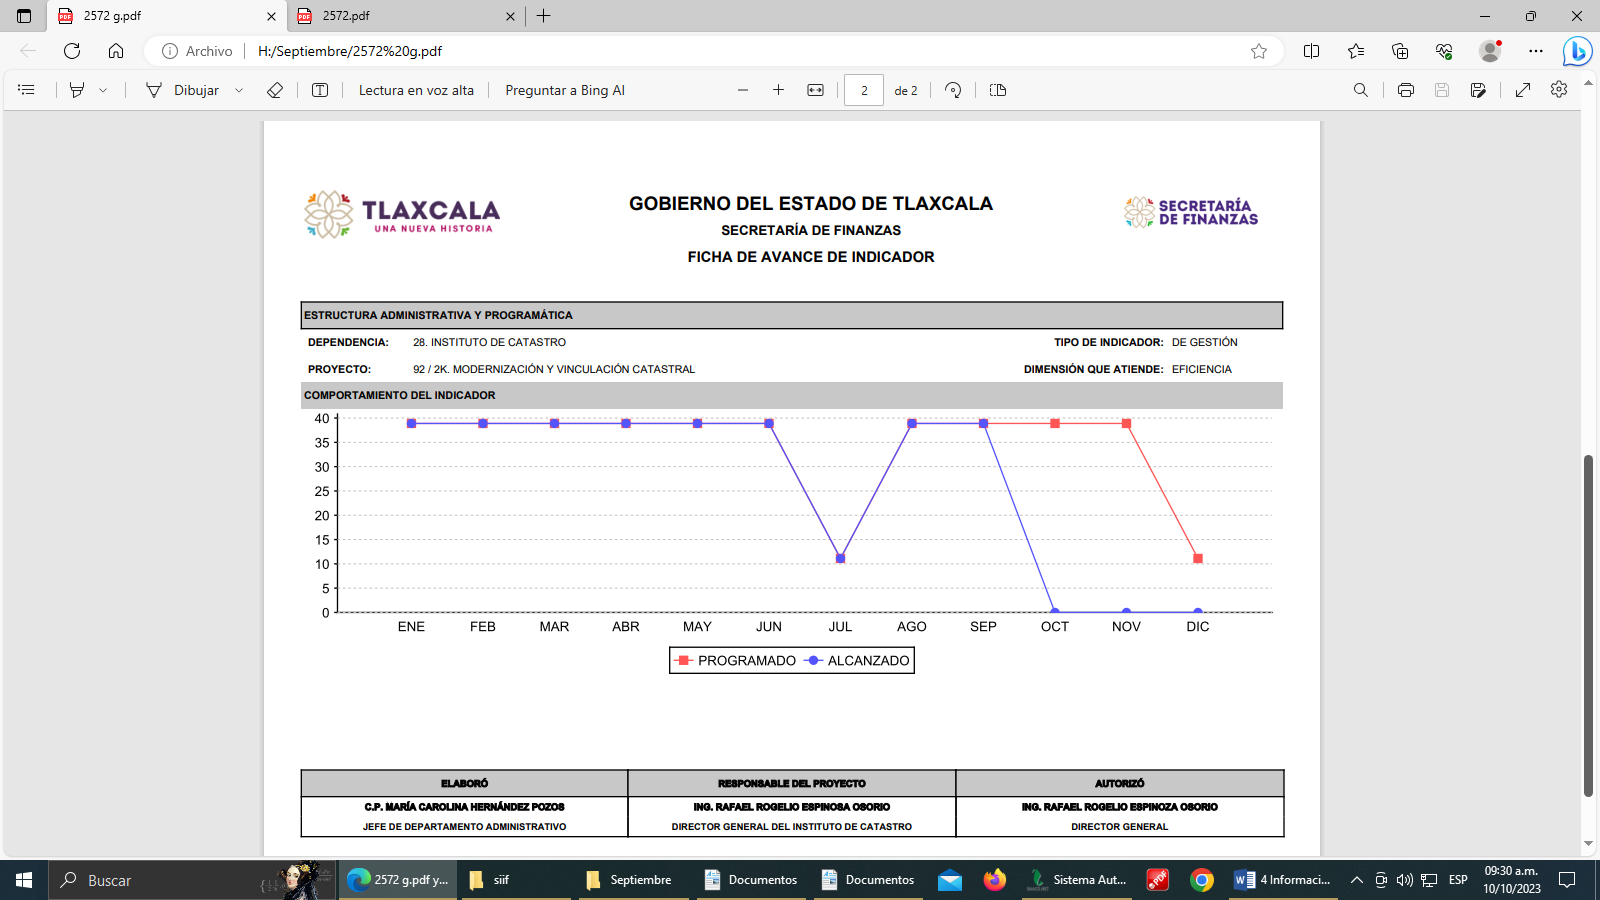 2572 g.pdf
2572.pdf
Archivo
H:/Septiembre/2572%20g.pdf
Dibujar
Lectura en voz alta
Preguntar a Bing AI
2
de 2
TLAXCALA
UNA NUEVA HISTORIA
GOBIERNO DEL ESTADO DE TLAXCALA
SECRETARÍA DE FINANZAS
FICHA DE AVANCE DE INDICADOR
SECRETARÍA
DE FINANZAS
ESTRUCTURA ADMINISTRATIVA Y PROGRAMÁTICA
DEPENDENCIA: 28. INSTITUTO DE CATASTRO TIPO DE INDICADOR: DE GESTIÓN
PROYECTO: 92 / 2K. MODERNIZACIÓN Y VINCULACIÓN CATASTRAL DIMENSIÓN QUE ATIENDE: EFICIENCIA
COMPORTAMIENTO DEL INDICADOR
40
35
30
25
20
15
10
5
0
ENE FEB MAR ABR MAY JUN JUL AGO SEP OCT NOV DIC
PROGRAMADO ALCANZADO
ELABORÓ RESPONSABLE DEL PROYECTO AUTORIZÓ
C.P. MARÍA CAROLINA HERNÁNDEZ POZOS ING. RAFAEL ROGELIO ESPINOSA OSORIO ING. RAFAEL ROGELIO ESPINOZA OSORIO
JEFE DE DEPARTAMENTO ADMINISTRATIVO DIRECTOR GENERAL DEL INSTITUTO DE CATASTRO DIRECTOR GENERAL
Buscar
2572 g.pdf y...
siif
Septiembre
Documentos
Documentos
Sistema Aut...
4 Informaci...
ESP
09:30 a.m.
10/10/2023